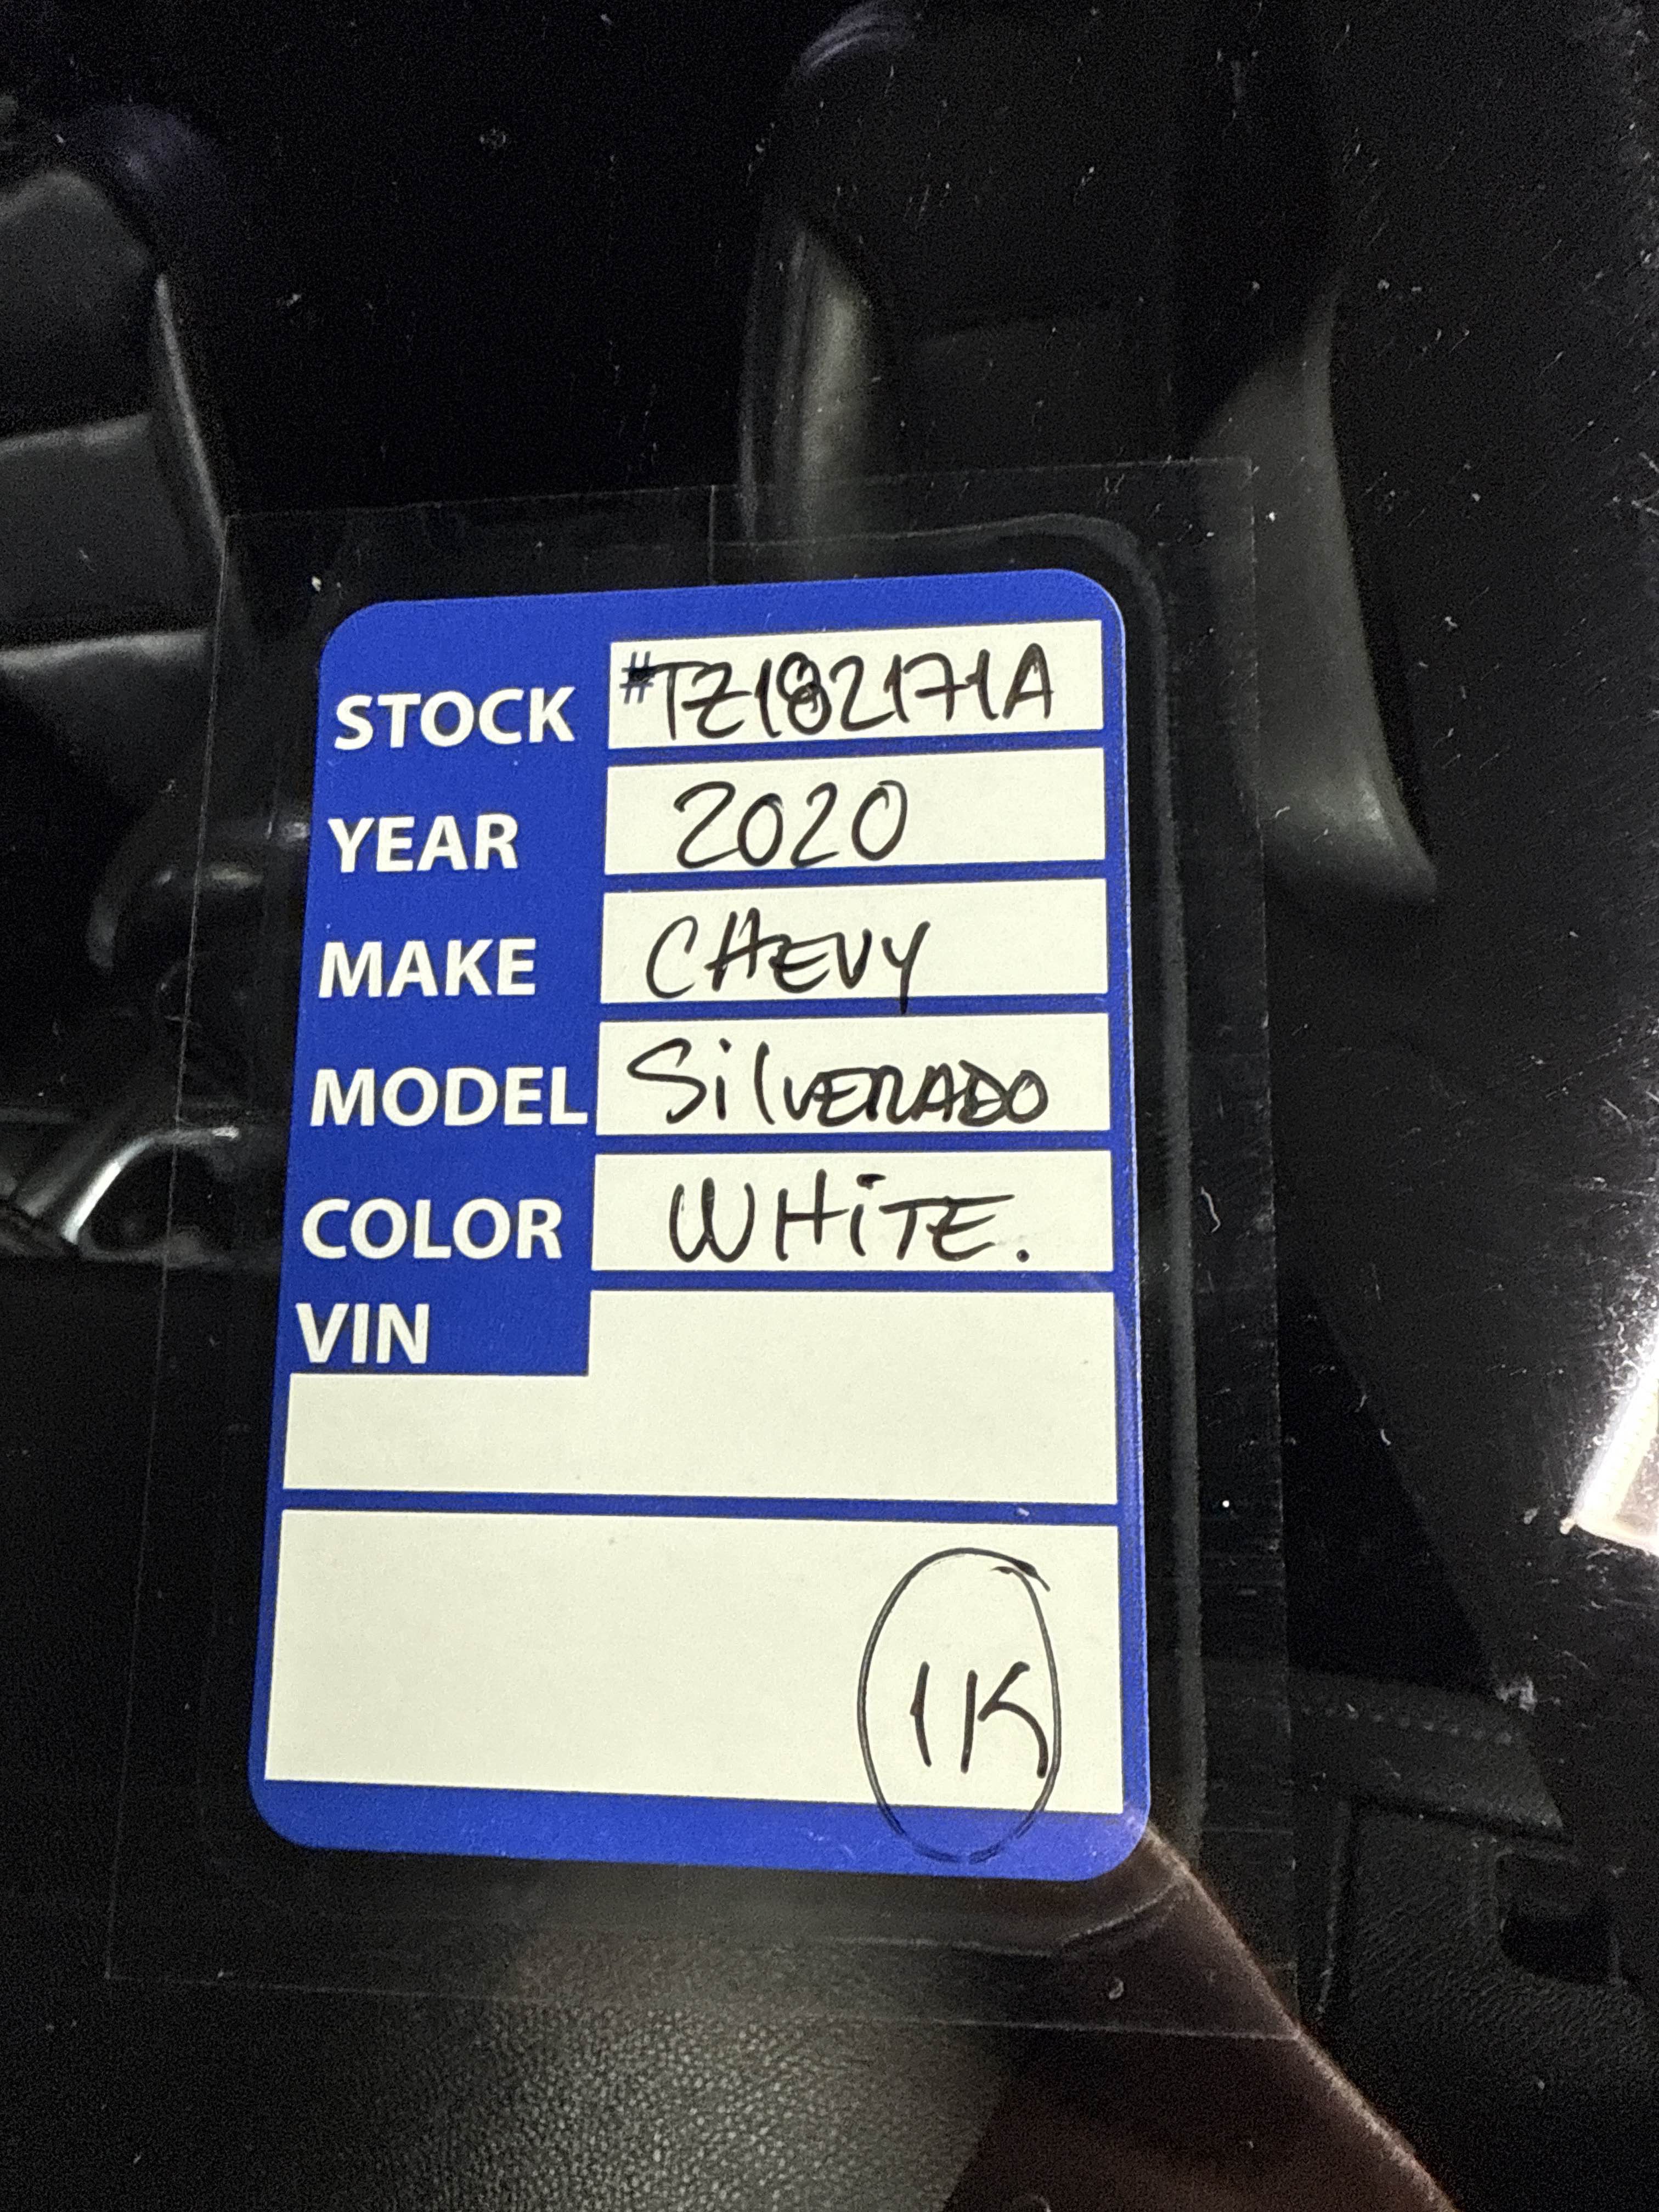 STOCK #TZ182171A
YEAR 2020
MAKE CHEVY
MODEL SilVERADO
COLOR WHiTE.
VIN
1K